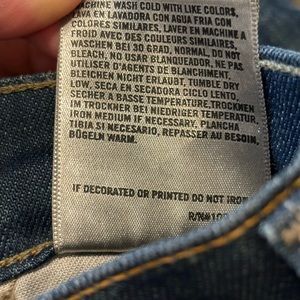 MACHINE WASH COLD WITH LIKE COLORS,
LAVA EN LAVADORA CON AGUA FRIA CON
COLORES SIMILARES, LAVER EN MACHINE A
FROID AVEC DES COULEURS SIMILAIRES,
WASCHEN BEI 30 GRAD, NORMAL, DO NOT
BLEACH, NO USAR BLANQUEADOR, NE PAS
UTILISER D'AGENTS DE BLANCHIMENT,
BLEICHEN NICHT ERLAUBT, TUMBLE DRY
LOW, SECA EN SECADORA CICLO LENTO,
SECHER A BASSE TEMPERATURE, TROCKNEN
IM TROCKNER BEI NIEDRIGER TEMPERATUR,
IRON MEDIUM IF NECESSARY, PLANCHA
TIBIA SI NECESARIO, REPASSER AU BESOIN,
BÜGELN WARM.
IF DECORATED OR PRINTED DO NOT IRON
R/N#